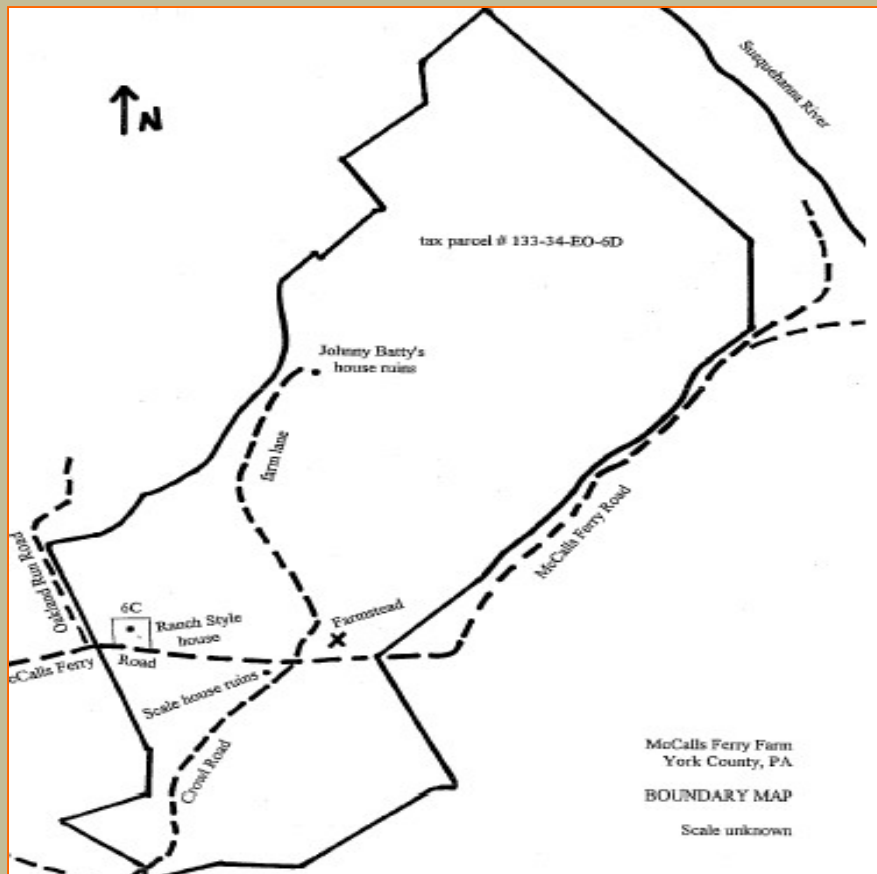 Susquehanna River
N
tax parcel # 133-34-EO-6D
Johnny Batty's
house ruins
farm lane
McCalls Ferry Road
Oakland Run Road
6C
Ranch Style
house
Farmstead
cCalls Ferry Road
Scale house ruins
Crowl Road
McCalls Ferry Farm
York County, PA
BOUNDARY MAP
Scale unknown